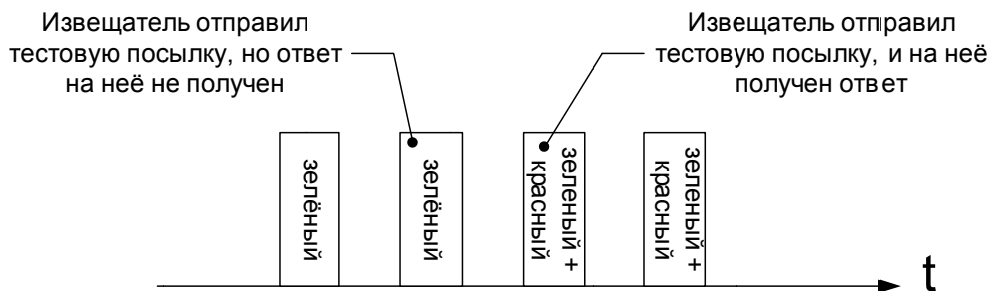 Извещатель отправил
тестовую посылку, но ответ
на неё не получен
Извещатель отправил
тестовую посылку, и на неё
получен ответ
зелёный
зелёный
зеленый +
красный
зеленый +
красный
t